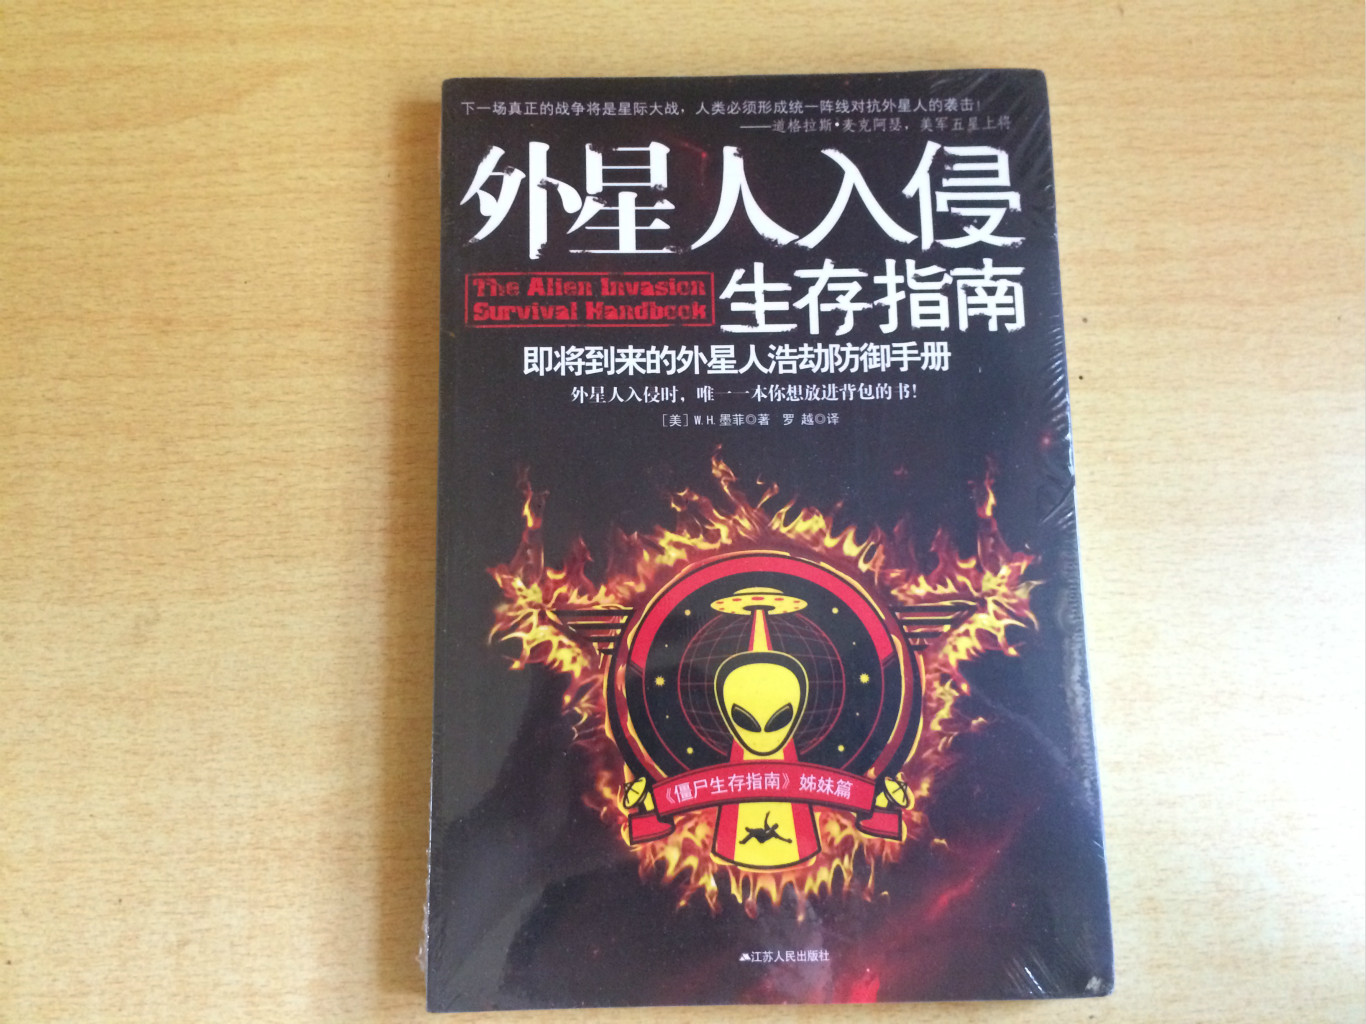 下一场真正的战争将是星际大战，人类必须形成统一阵线对抗外星人的袭击！
——道格拉斯·麦克阿瑟，美军五星上将
外星人入侵
The Alien Invasion
Survival Handbook
生存指南
即将到来的外星人浩劫防御手册
外星人入侵时，唯一一本你想放进背包的书！
［美］W.H.墨菲◎著 罗 越◎译
《僵尸生存指南》姊妹篇
江苏人民出版社